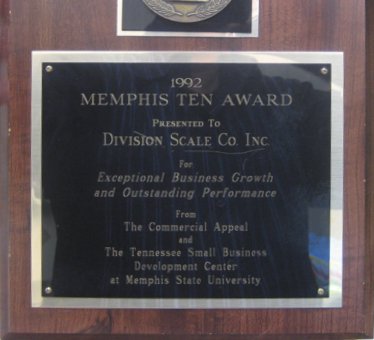 1992
MEMPHIS TEN AWARD
PRESENTED TO
DIVISION SCALE CO. INC.
For
Exceptional Business Growth
and Outstanding Performance
From
The Commercial Appeal
and
The Tennessee Small Business
Development Center
at Memphis State University